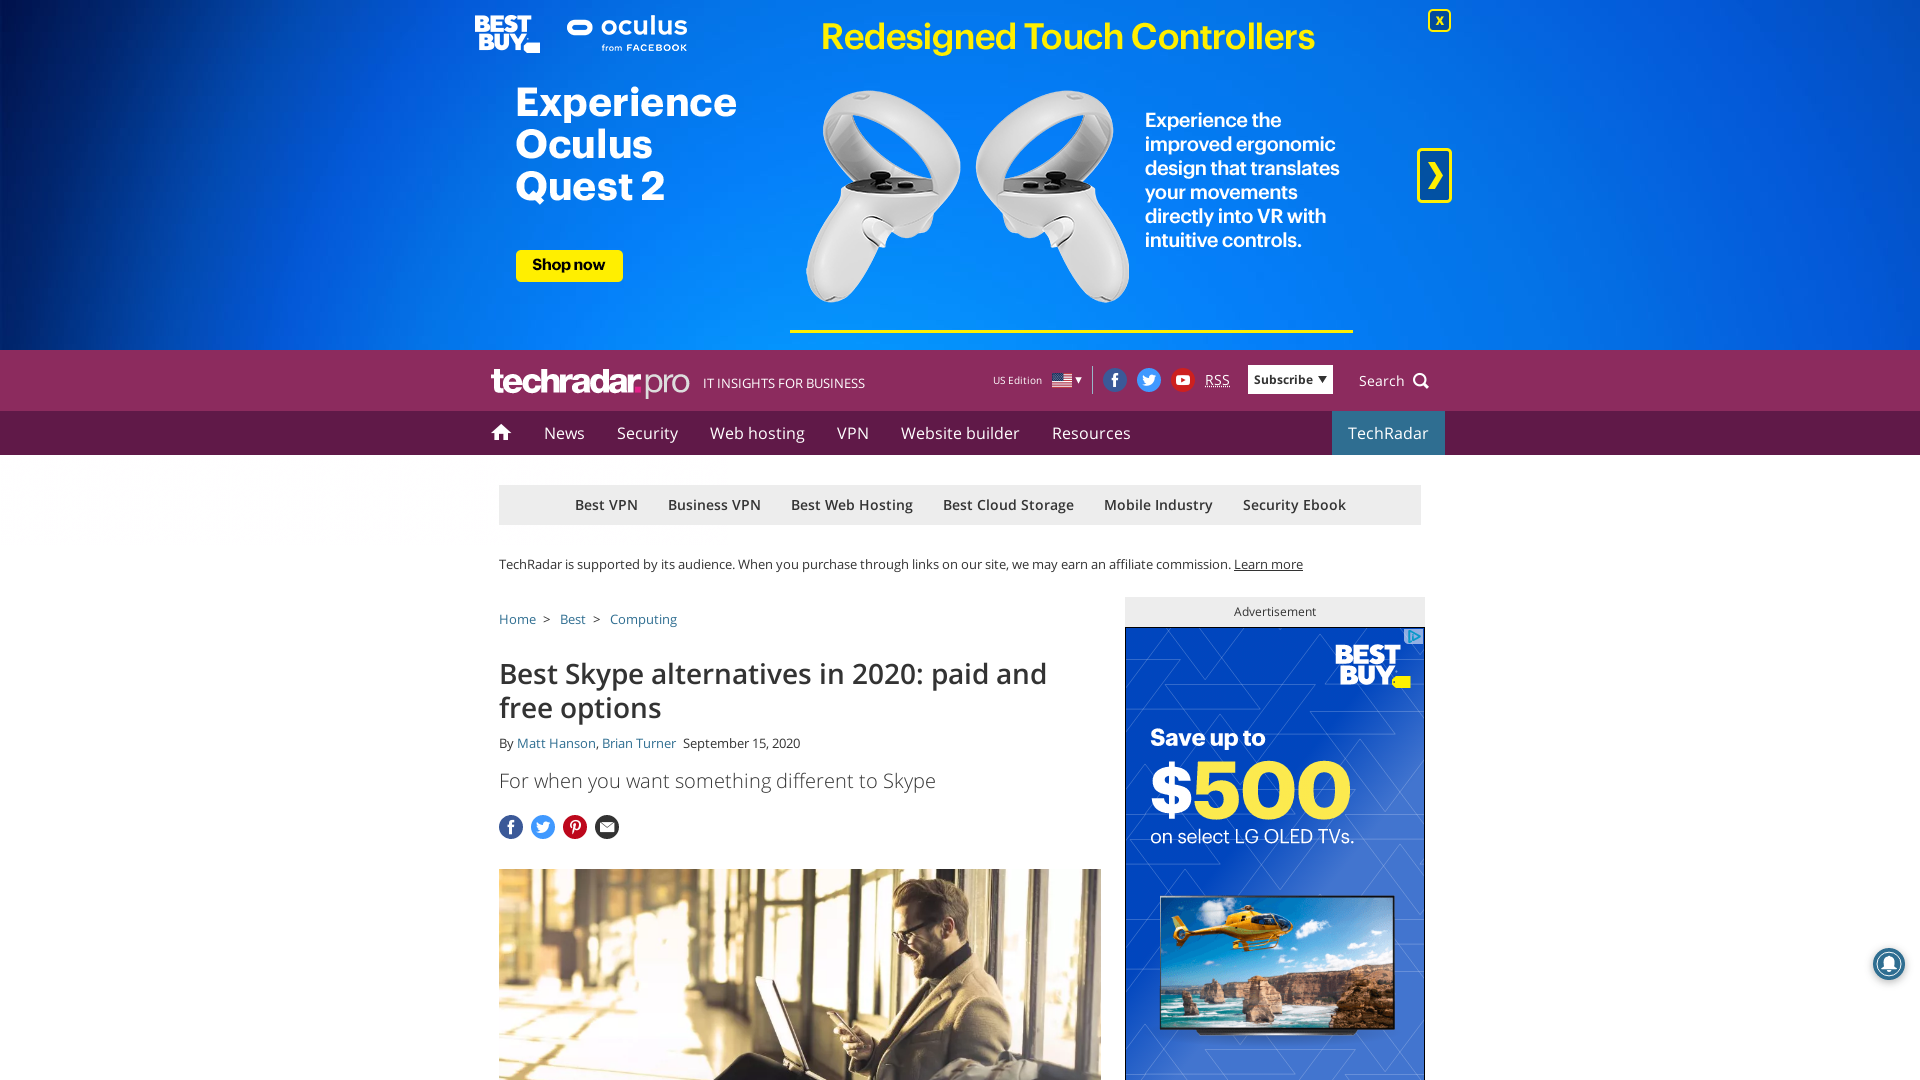 BEST BUY
oculus
from FACEBOOK
Redesigned Touch Controllers
x
Experience
Oculus
Quest 2
Experience the
improved ergonomic
design that translates
your movements
directly into VR with
intuitive controls.
Shop now
techradar.pro
IT INSIGHTS FOR BUSINESS
US Edition
RSS
Subscribe
Search
News
Security
Web hosting
VPN
Website builder
Resources
TechRadar
Best VPN
Business VPN
Best Web Hosting
Best Cloud Storage
Mobile Industry
Security Ebook
TechRadar is supported by its audience. When you purchase through links on our site, we may earn an affiliate commission. Learn more
Home > Best > Computing
Best Skype alternatives in 2020: paid and
free options
By Matt Hanson, Brian Turner September 15, 2020
For when you want something different to Skype
Advertisement
BEST
BUY
Save up to
$500
on select LG OLED TVs.